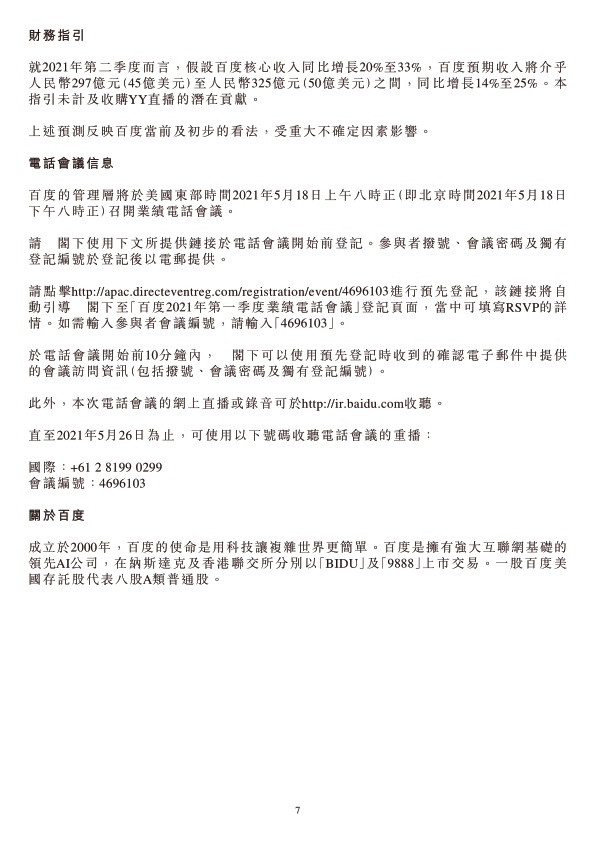 財務指引
就2021年第二季度而言，假設百度核心收入同比增長20%至33%，百度預期收入將介乎
人民幣297億元(45億美元)至人民幣325億元(50億美元)之間，同比增長14%至25%。本
指引未計及收購YY直播的潛在貢獻。
上述預測反映百度當前及初步的看法，受重大不確定因素影響。
電話會議信息
百度的管理層將於美國東部時間2021年5月18日上午八時正(即北京時間2021年5月18日
下午八時正)召開業績電話會議。
請　閣下使用下文所提供鏈接於電話會議開始前登記。參與者撥號、會議密碼及獨有
登記編號於登記後以電郵提供。
請點擊http://apac.directeventreg.com/registration/event/4696103進行預先登記，該鏈接將自
動引導　閣下至「百度2021年第一季度業績電話會議」登記頁面，當中可填寫RSVP的詳
情。如需輸入參與者會議編號，請輸入「4696103」。
於電話會議開始前10分鐘內，　閣下可以使用預先登記時收到的確認電子郵件中提供
的會議訪問資訊(包括撥號、會議密碼及獨有登記編號)。
此外，本次電話會議的網上直播或錄音可於http://ir.baidu.com收聽。
直至2021年5月26日為止，可使用以下號碼收聽電話會議的重播：
國際：+61 2 8199 0299
會議編號：4696103
關於百度
成立於2000年，百度的使命是用科技讓複雜世界更簡單。百度是擁有強大互聯網基礎的
領先AI公司，在納斯達克及香港聯交所分別以「BIDU」及「9888」上市交易。一股百度美
國存託股代表八股A類普通股。
7